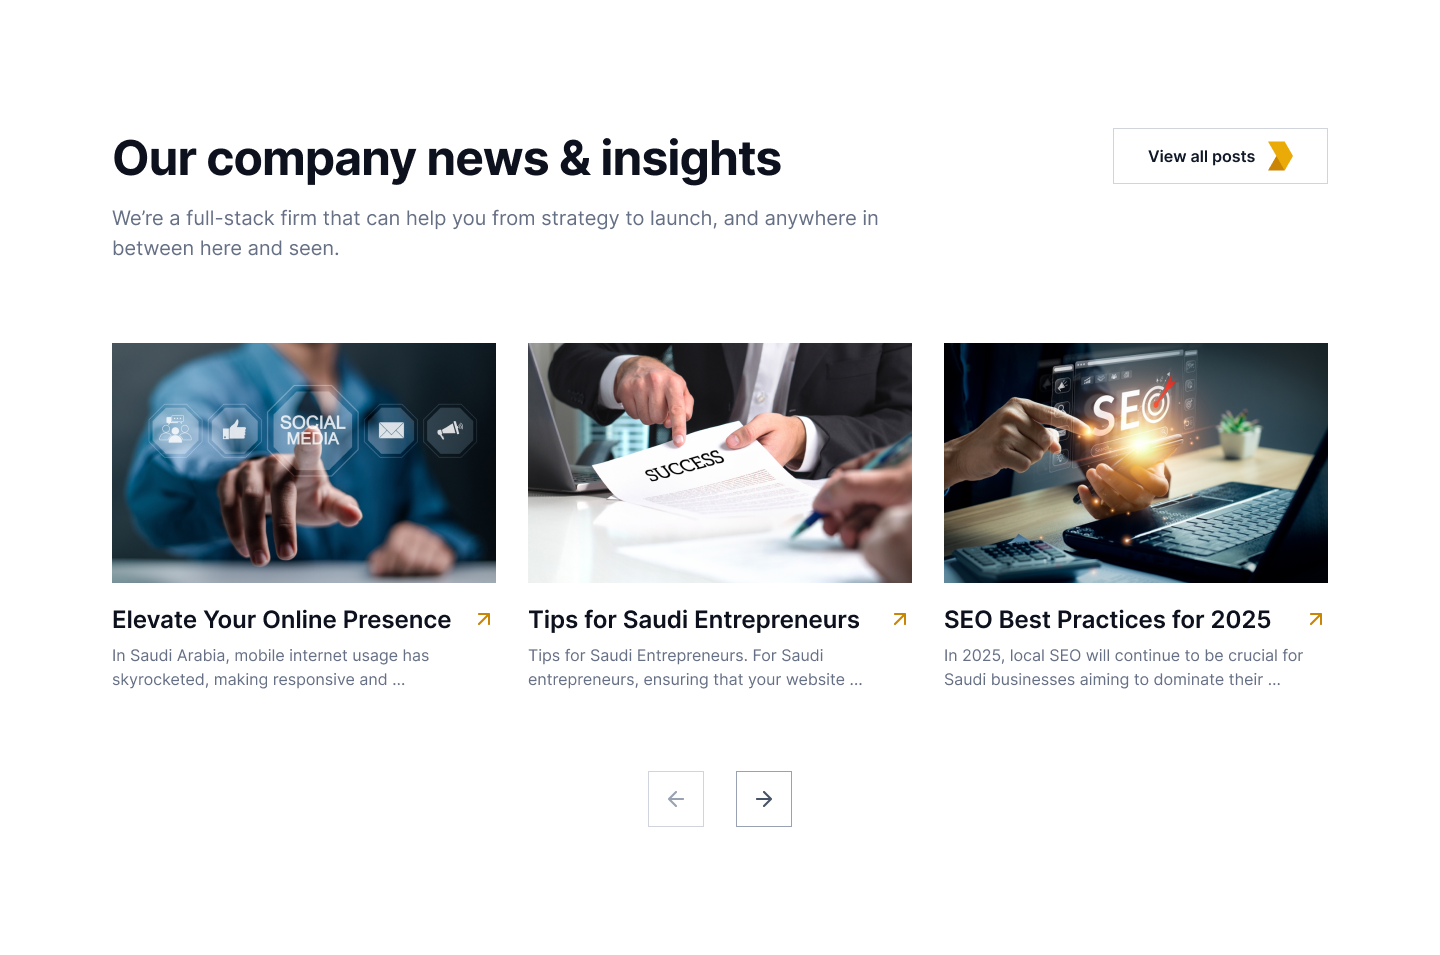 Our company news & insights
View all posts
We’re a full-stack firm that can help you from strategy to launch, and anywhere in
between here and seen.
SOCIAL
MEDIA
SUCCESS
SEO
Elevate Your Online Presence
In Saudi Arabia, mobile internet usage has
skyrocketed, making responsive and ...
Tips for Saudi Entrepreneurs
Tips for Saudi Entrepreneurs. For Saudi
entrepreneurs, ensuring that your website ...
SEO Best Practices for 2025
In 2025, local SEO will continue to be crucial for
Saudi businesses aiming to dominate their ...